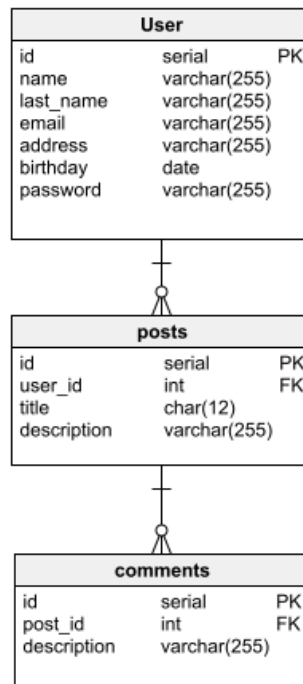 User
id serial PK
name varchar(255)
last_name varchar(255)
email varchar(255)
address varchar(255)
birthday date
password varchar(255)
posts
id serial PK
user_id int FK
title char(12)
description varchar(255)
comments
id serial PK
post_id int FK
description varchar(255)